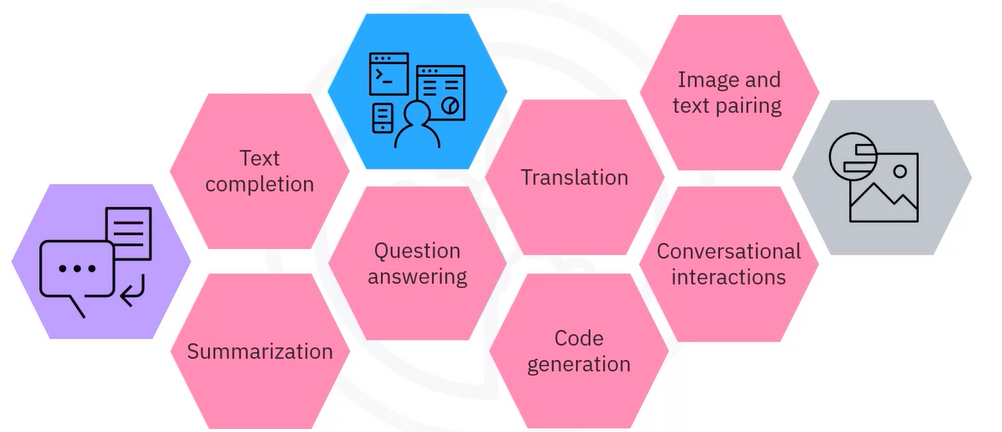 Text
completion
Summarization
Question
answering
Translation
Code
generation
Image and
text pairing
Conversational
interactions